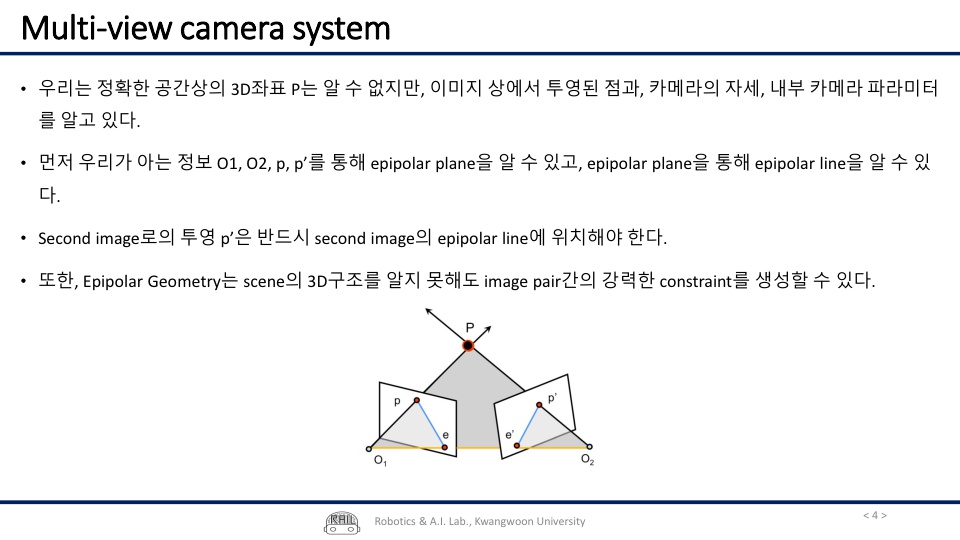 Multi-view camera system
• 우리는 정확한 공간상의 3D좌표 P는 알 수 없지만, 이미지 상에서 투영된 점과, 카메라의 자세, 내부 카메라 파라미터
를 알고 있다.
• 먼저 우리가 아는 정보 O1, O2, p, p’를 통해 epipolar plane을 알 수 있고, epipolar plane을 통해 epipolar line을 알 수 있
다.
• Second image로의 투영 p’은 반드시 second image의 epipolar line에 위치해야 한다.
• 또한, Epipolar Geometry는 scene의 3D구조를 알지 못해도 image pair간의 강력한 constraint를 생성할 수 있다.
P
p
p’
e
e’
O1
O2
RAIL
Robotics & A.I. Lab., Kwangwoon University
< 4 >